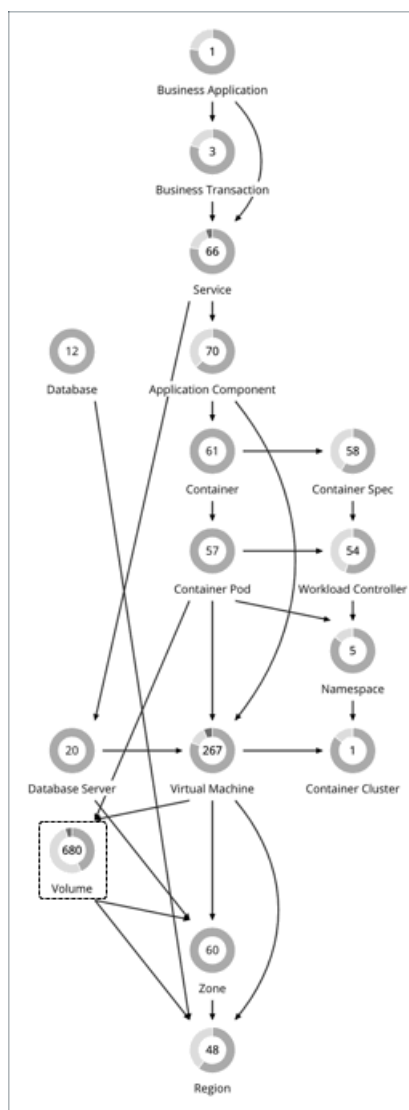 1
Business Application
3
Business Transaction
66
Service
12
Database
70
Application Component
61
Container
58
Container Spec
57
Container Pod
54
Workload Controller
5
Namespace
20
Database Server
267
Virtual Machine
1
Container Cluster
680
Volume
60
Zone
48
Region